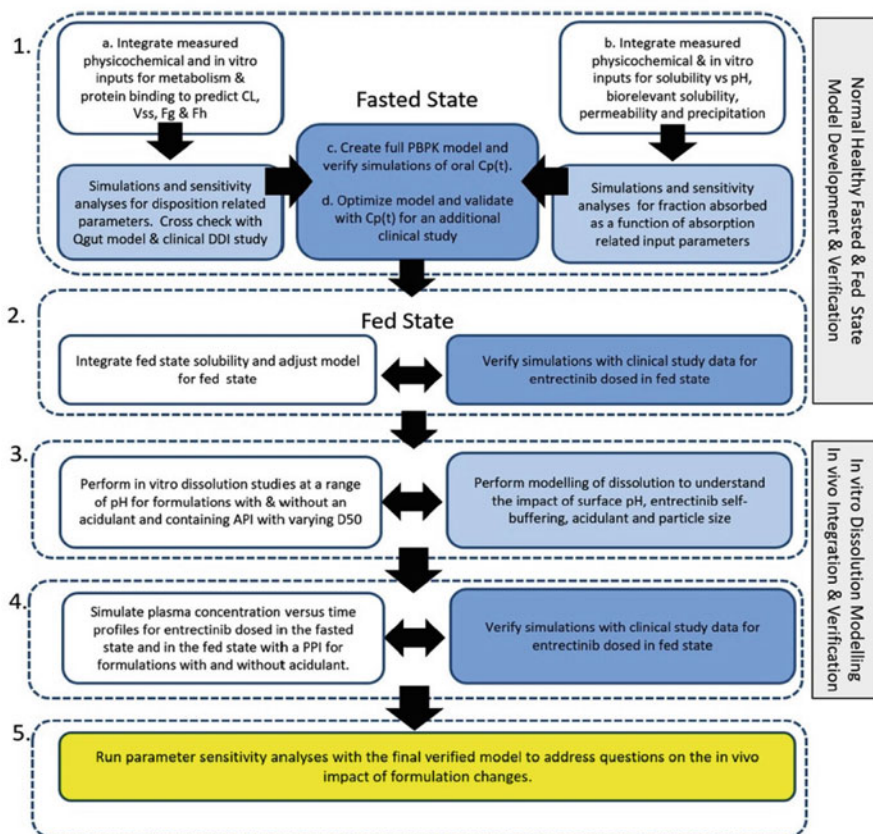 1.
a. Integrate measured
physicochemical and in vitro
inputs for metabolism &
protein binding to predict CL,
Vss, Fg & Fh
Simulations and sensitivity
analyses for disposition related
parameters. Cross check with
Qgut model & clinical DDI study
Fasted State
c. Create full PBPK model and
verify simulations of oral Cp(t).
d. Optimize model and validate
with Cp(t) for an additional
clinical study
b. Integrate measured
physicochemical & in vitro
inputs for solubility vs pH,
biorelevant solubility,
permeability and precipitation
Simulations and sensitivity
analyses for fraction absorbed
as a function of absorption
related input parameters
2.
Fed State
Integrate fed state solubility and adjust model
for fed state
Verify simulations with clinical study data for
entrectinib dosed in fed state
Normal Healthy Fasted & Fed State
Model Development & Verification
3.
Perform in vitro dissolution studies at a range
of pH for formulations with & without an
acidulant and containing API with varying D50
Perform modelling of dissolution to understand
the impact of surface pH, entrectinib self-
buffering, acidulant and particle size
4.
Simulate plasma concentration versus time
profiles for entrectinib dosed in the fasted
state and in the fed state with a PPI for
formulations with and without acidulant.
Verify simulations with clinical study data for
entrectinib dosed in fed state
In vitro Dissolution Modelling
In vivo Integration & Verification
5.
Run parameter sensitivity analyses with the final verified model to address questions on the in vivo
impact of formulation changes.